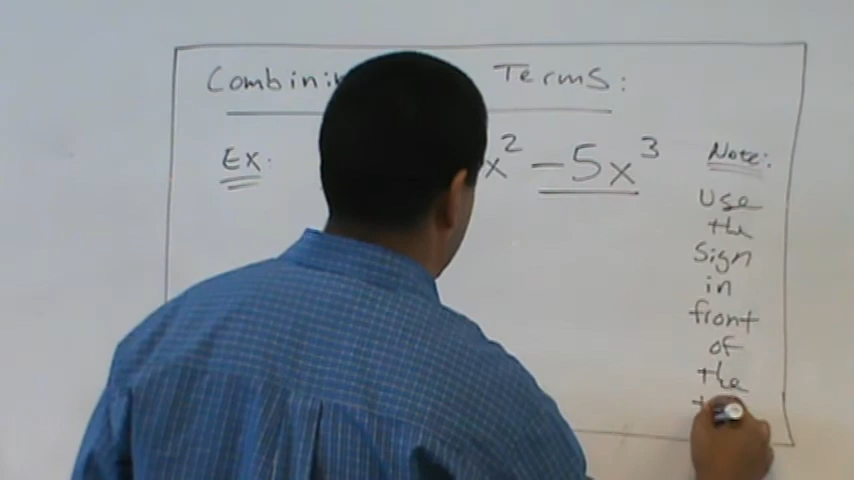 Combini Terms:
Ex: x² - 5x³
Note:
Use
the
sign
in
front
of
the